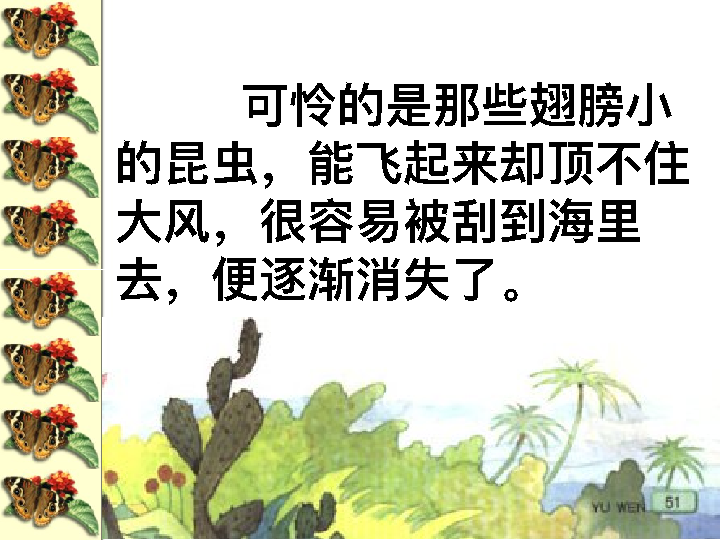 可怜的是那些翅膀小
的昆虫，能飞起来却顶不住
大风，很容易被刮到海里
去，便逐渐消失了。
YU WEN 51